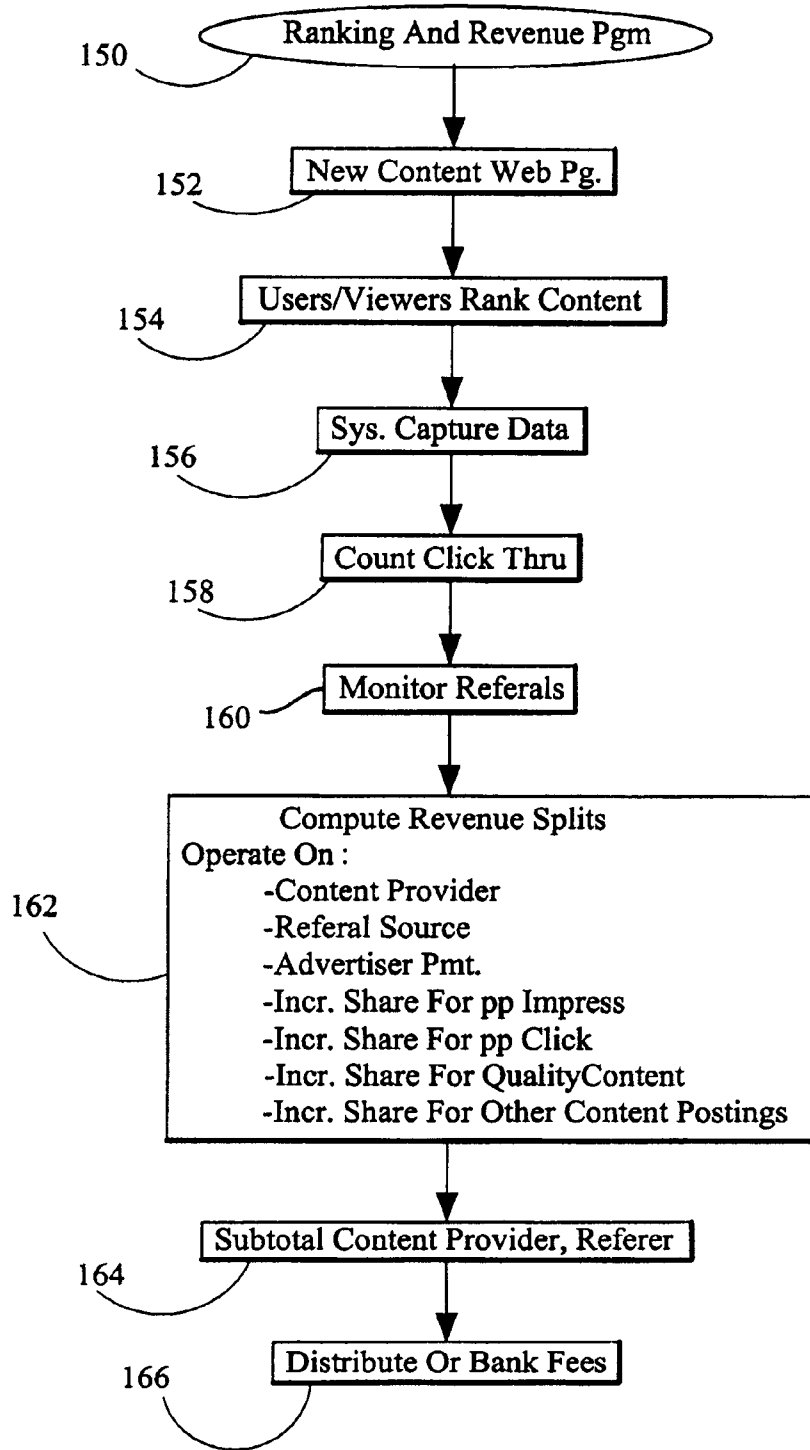 Ranking And Revenue Pgm
150
New Content Web Pg.
152
Users/Viewers Rank Content
154
Sys. Capture Data
156
Count Click Thru
158
Monitor Referals
160
Compute Revenue Splits
Operate On :
-Content Provider
162
-Referal Source
-Advertiser Pmt.
-Incr. Share For pp Impress
-Incr. Share For pp Click
-Incr. Share For QualityContent
-Incr. Share For Other Content Postings
Subtotal Content Provider, Referer
164
Distribute Or Bank Fees
166